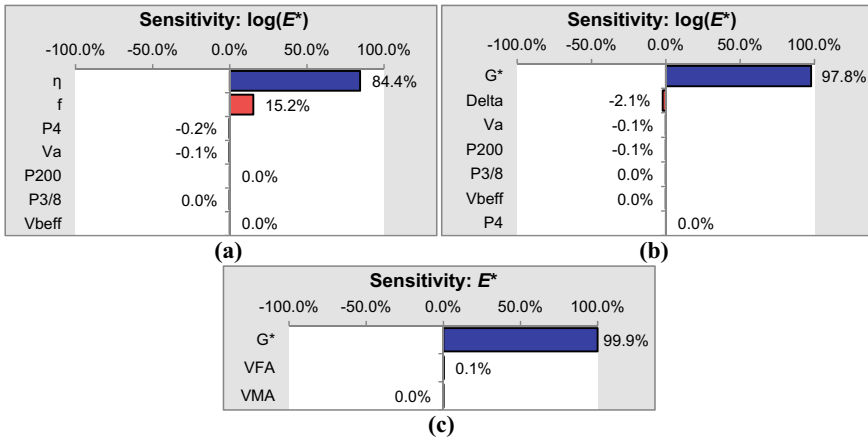 Sensitivity: log(E*)
-100.0% -50.0% 0.0% 50.0% 100.0%
η 84.4%
f 15.2%
P4 -0.2%
Va -0.1%
P200 0.0%
P3/8 0.0%
Vbeff 0.0%
(a)
Sensitivity: log(E*)
-100.0% -50.0% 0.0% 50.0% 100.0%
G* 97.8%
Delta -2.1%
Va -0.1%
P200 -0.1%
P3/8 0.0%
Vbeff 0.0%
P4 0.0%
(b)
Sensitivity: E*
-100.0% -50.0% 0.0% 50.0% 100.0%
G* 99.9%
VFA 0.1%
VMA 0.0%
(c)